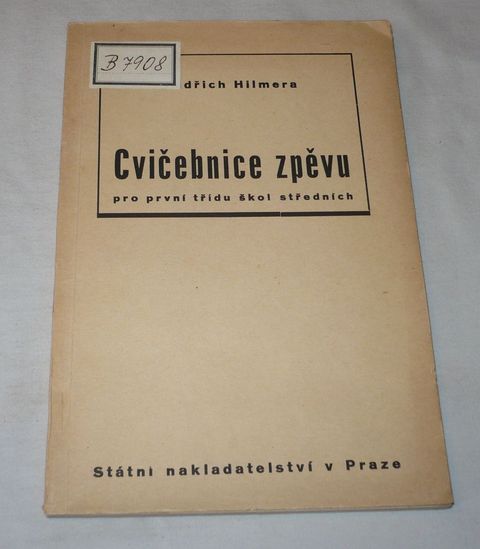 B 7908
dřich Hilmera
Cvičebnice zpěvu
pro první třídu škol středních
Státní nakladatelství v Praze